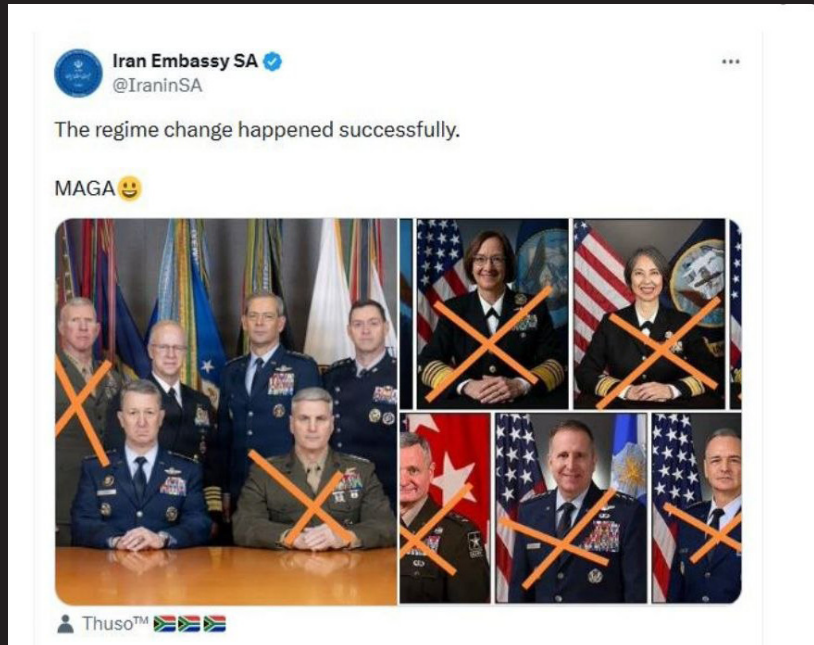 Iran Embassy SA
@IraninSA
The regime change happened successfully.
MAGA😃
Thuso™ 🇿🇦🇿🇦🇿🇦